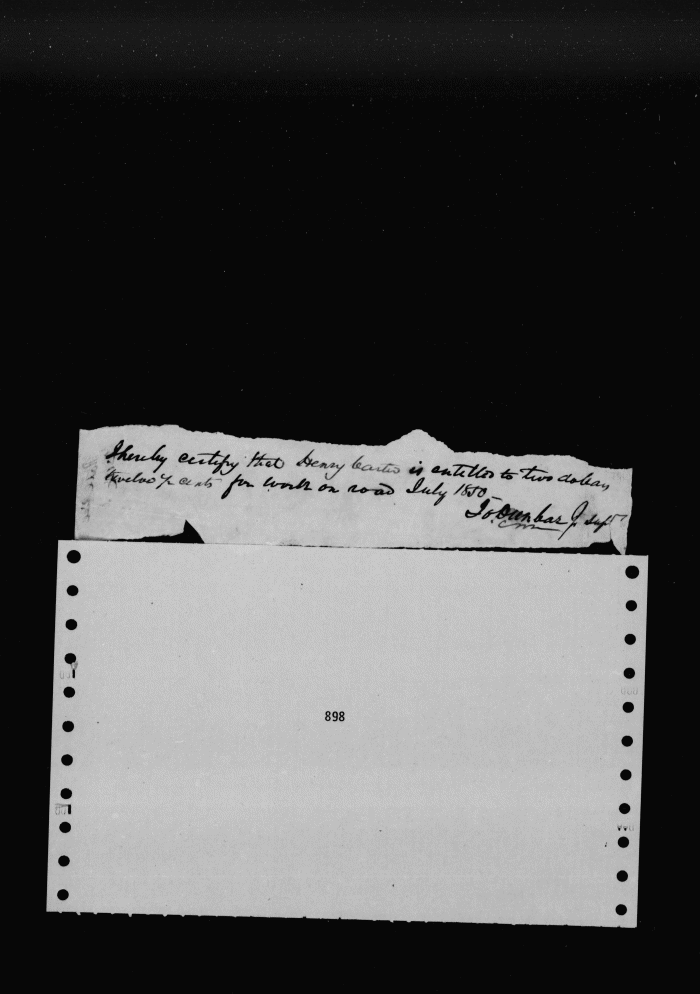 I hereby certify that Henry Carter is entitled to two dollars
twelve ½ cents for work on road July 1850
Dunbar Jr Supt
898